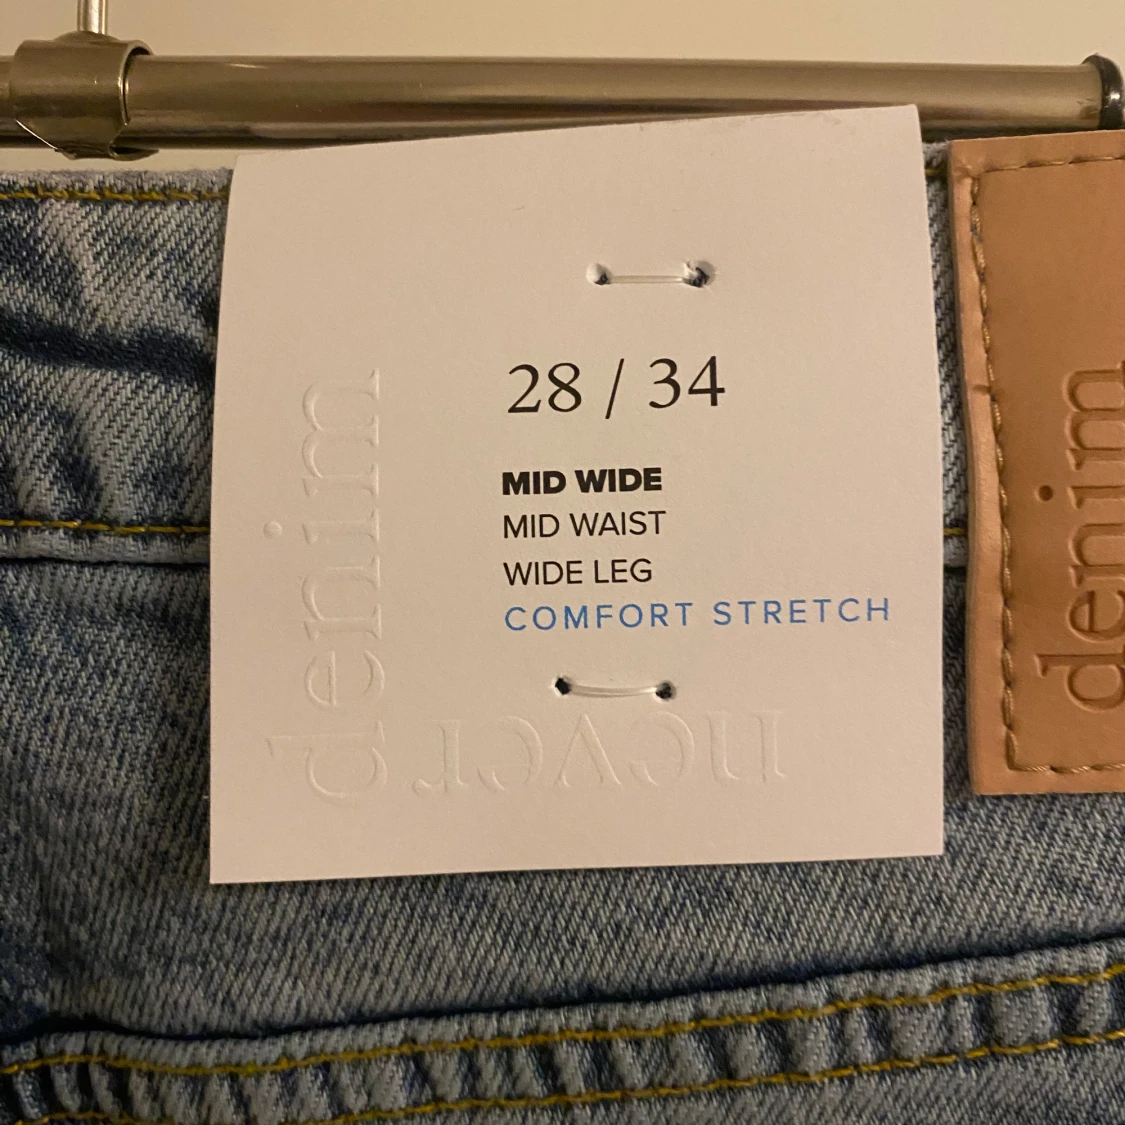 28 / 34
MID WIDE
MID WAIST
WIDE LEG
COMFORT STRETCH
denim
never.
denim